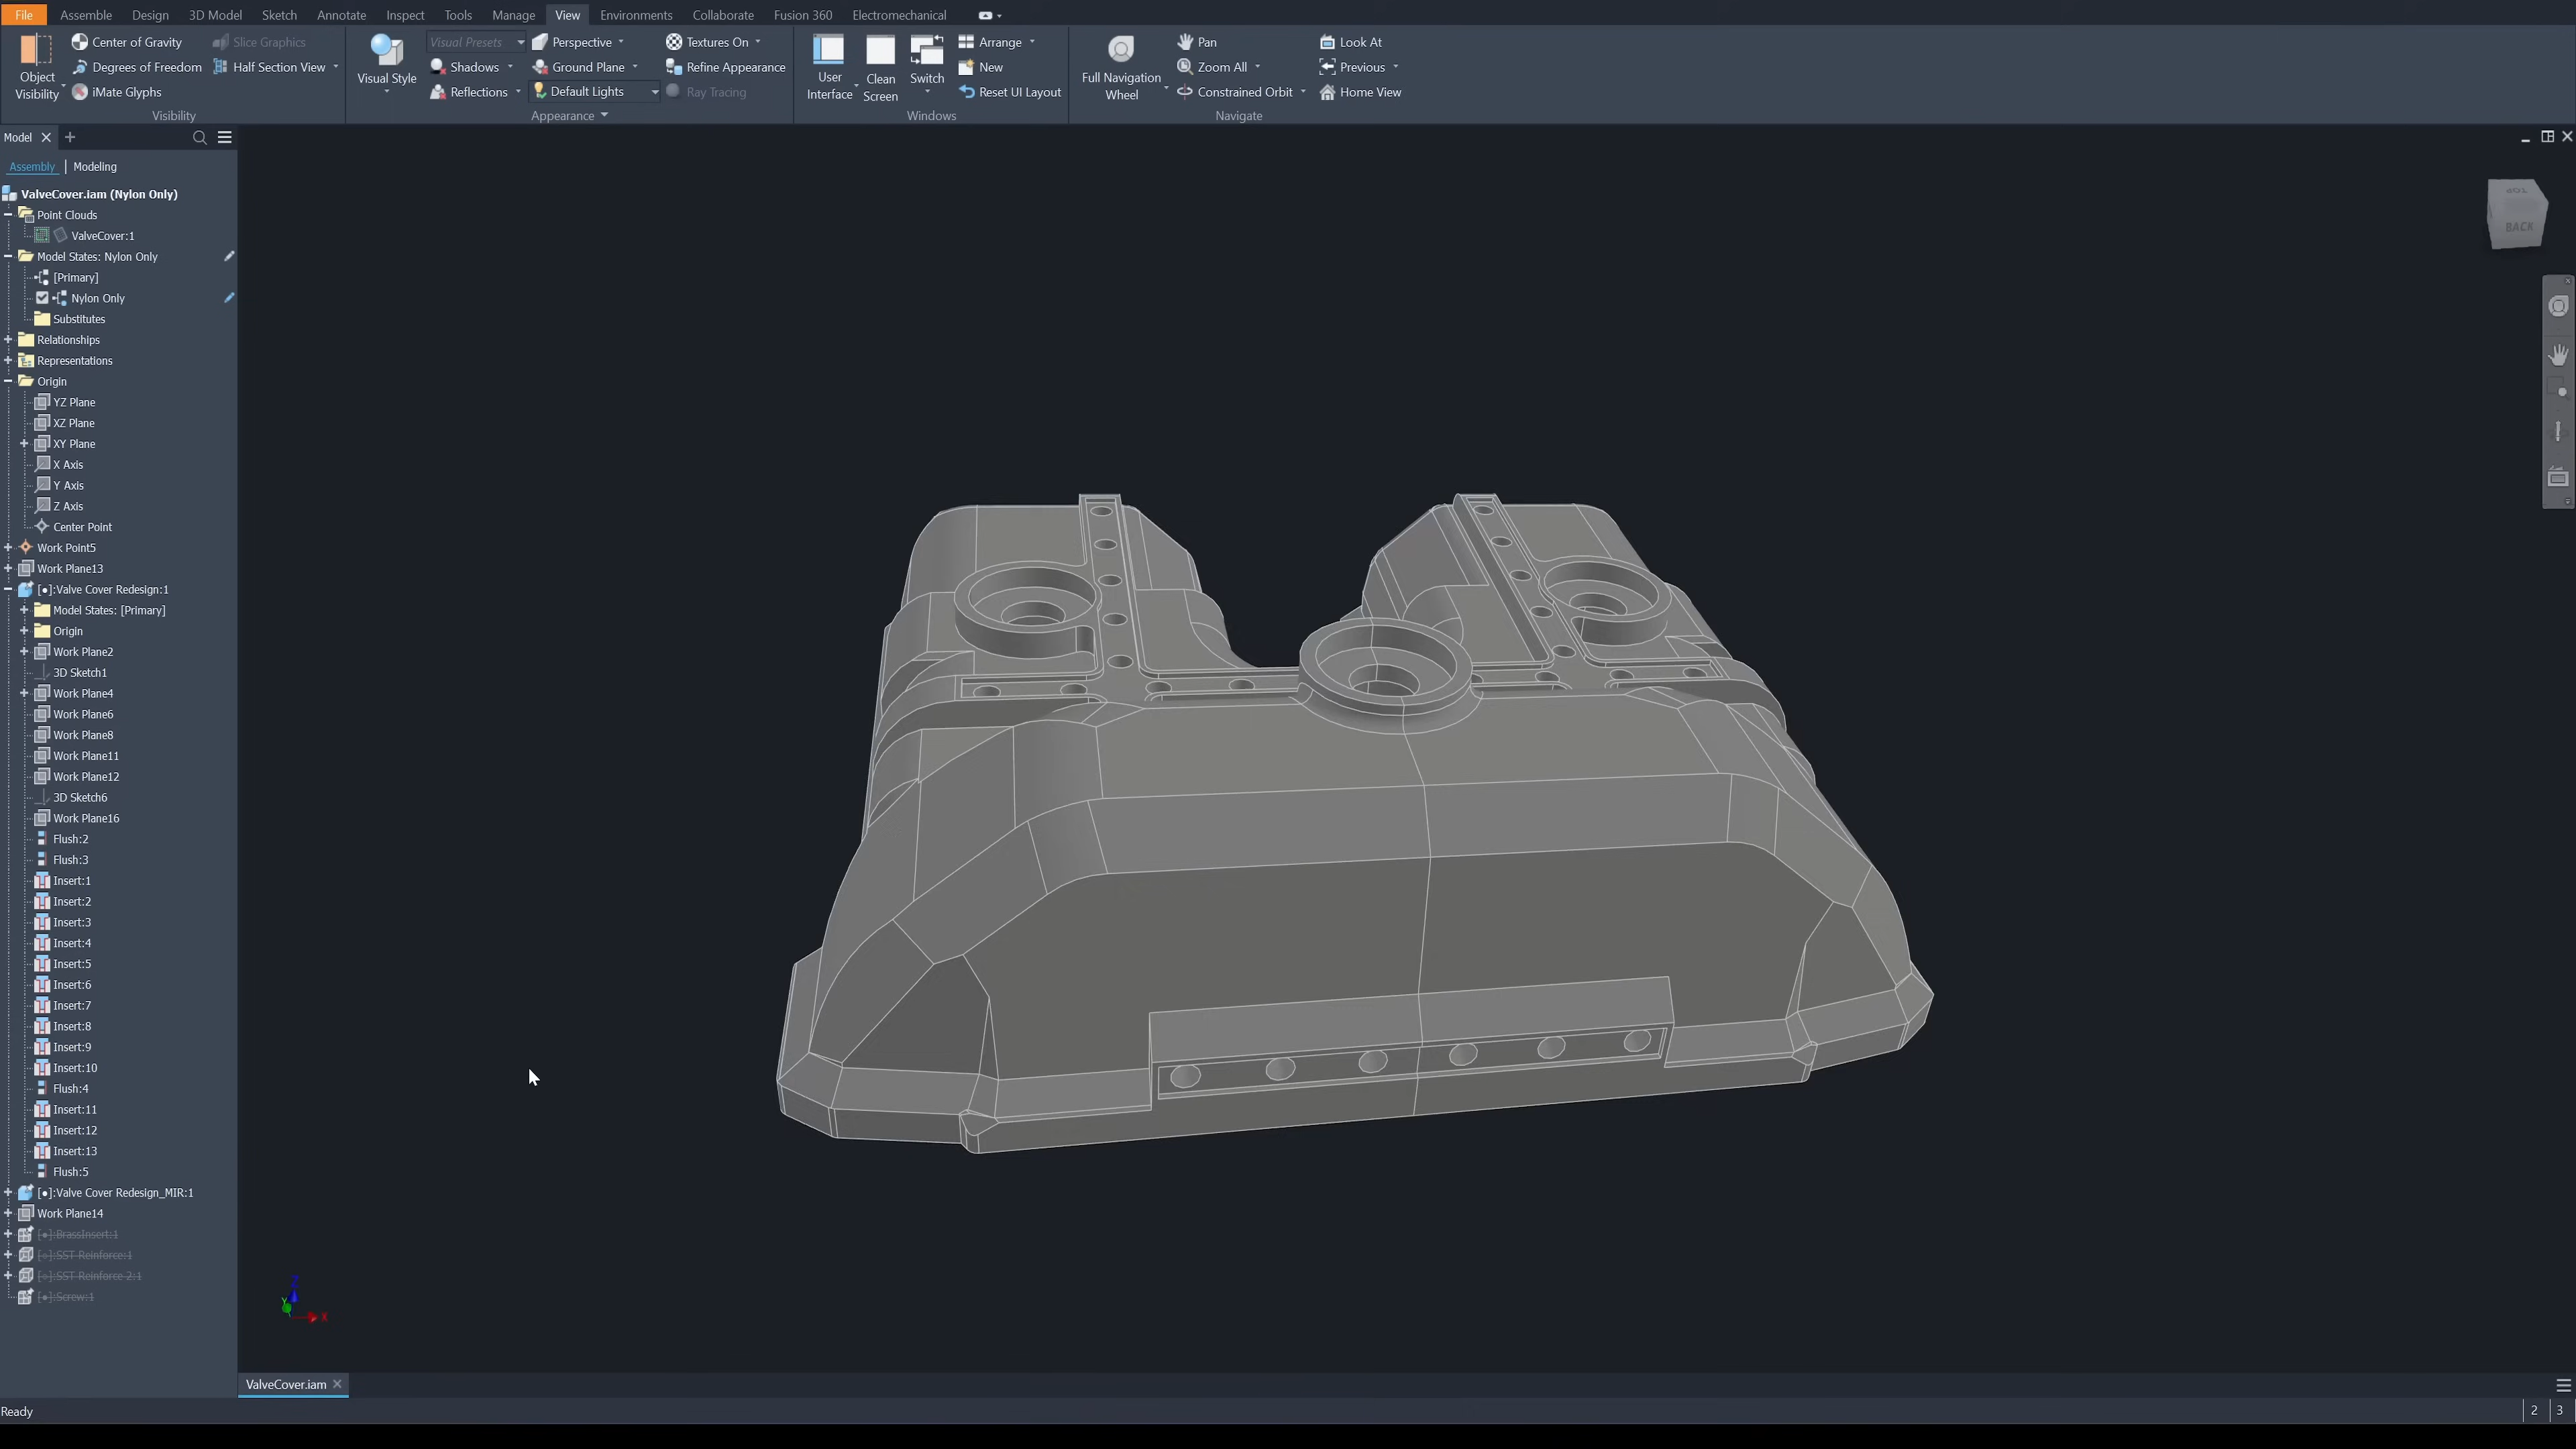 File Assemble Design 3D Model Sketch Annotate Inspect Tools Manage View Environments Collaborate Fusion 360 Electromechanical
Object Visibility
Center of Gravity
Degrees of Freedom
iMate Glyphs
Slice Graphics
Half Section View
Visibility
Visual Style
Visual Presets
Shadows
Reflections
Perspective
Ground Plane
Default Lights
Textures On
Refine Appearance
Ray Tracing
Appearance
User Interface
Clean Screen
Switch
Arrange
New
Reset UI Layout
Windows
Full Navigation Wheel
Pan
Zoom All
Constrained Orbit
Look At
Previous
Home View
Navigate
Model
Assembly | Modeling
ValveCover.iam (Nylon Only)
Point Clouds
ValveCover:1
Model States: Nylon Only
[Primary]
Nylon Only
Substitutes
Relationships
Representations
Origin
YZ Plane
XZ Plane
XY Plane
X Axis
Y Axis
Z Axis
Center Point
Work Point5
Work Plane13
[●]:Valve Cover Redesign:1
Model States: [Primary]
Origin
Work Plane2
3D Sketch1
Work Plane4
Work Plane6
Work Plane8
Work Plane11
Work Plane12
3D Sketch6
Work Plane16
Flush:2
Flush:3
Insert:1
Insert:2
Insert:3
Insert:4
Insert:5
Insert:6
Insert:7
Insert:8
Insert:9
Insert:10
Flush:4
Insert:11
Insert:12
Insert:13
Flush:5
[●]:Valve Cover Redesign_MIR:1
Work Plane14
[●]:BrassInsert:1
[○]:SST Reinforce:1
[○]:SST Reinforce 2:1
[●]:Screw:1
TOP
BACK
Z
Y
X
ValveCover.iam
Ready
2 3